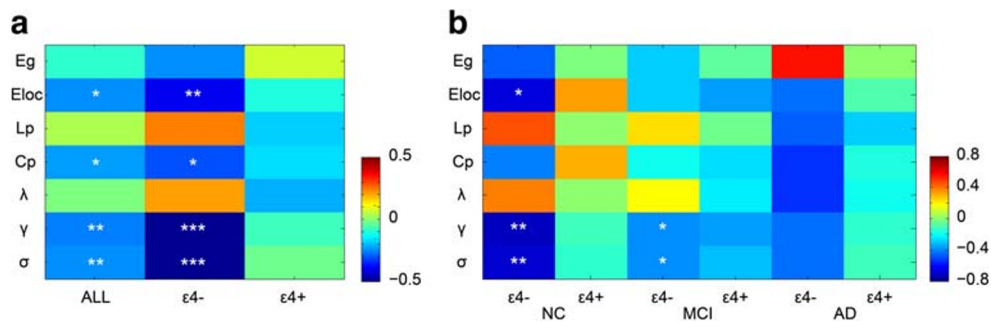 a
Eg
Eloc * **
Lp
Cp * *
λ
γ ** ***
σ ** ***
ALL ε4- ε4+
0.5
0
−0.5
b
Eg
Eloc *
Lp
Cp
λ
γ ** *
σ ** *
ε4- ε4+ ε4- ε4+ ε4- ε4+
NC MCI AD
0.8
0.4
0
−0.4
−0.8